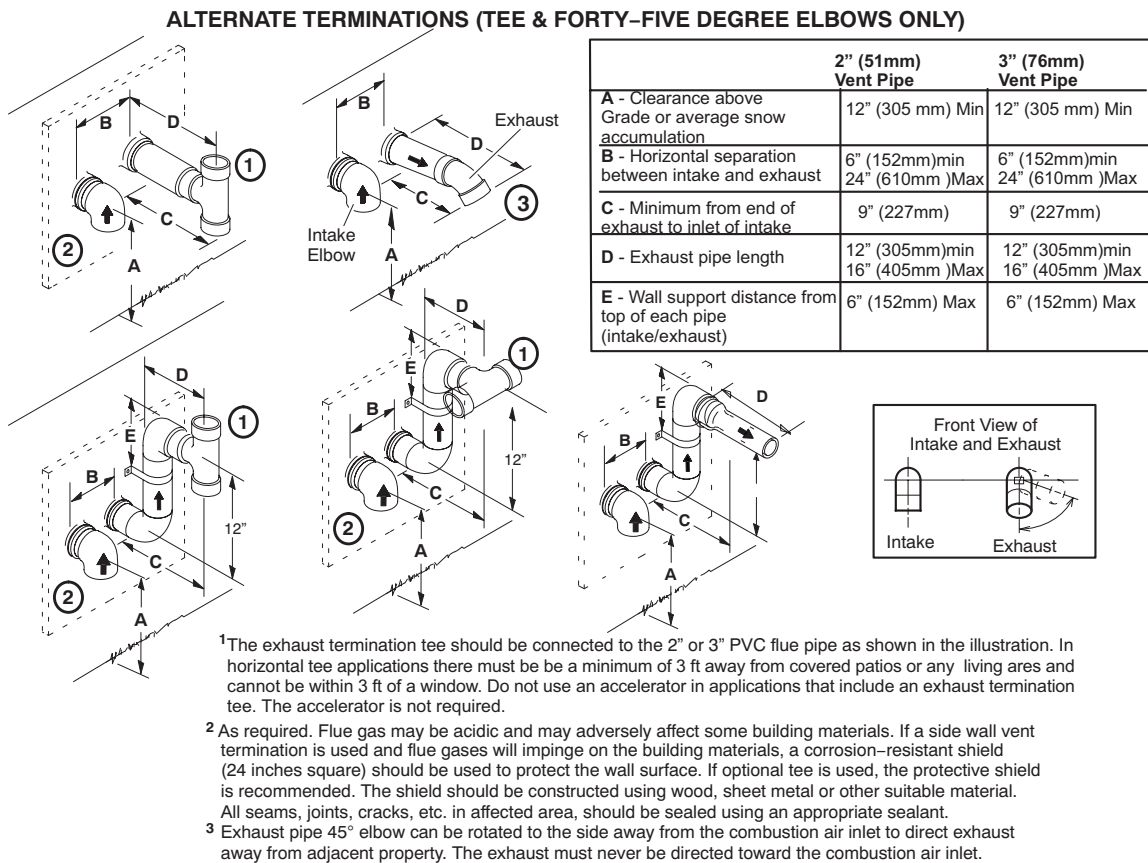 ALTERNATE TERMINATIONS (TEE & FORTY–FIVE DEGREE ELBOWS ONLY)
B
D
1
C
2
A
B
D
Exhaust
C
3
Intake
Elbow
A
2” (51mm)
Vent Pipe
3” (76mm)
Vent Pipe
A - Clearance above
Grade or average snow
accumulation
12” (305 mm) Min
12” (305 mm) Min
B - Horizontal separation
between intake and exhaust
6” (152mm)min
24” (610mm )Max
6” (152mm)min
24” (610mm )Max
C - Minimum from end of
exhaust to inlet of intake
9” (227mm)
9” (227mm)
D - Exhaust pipe length
12” (305mm)min
16” (405mm )Max
12” (305mm)min
16” (405mm )Max
E - Wall support distance from
top of each pipe
(intake/exhaust)
6” (152mm) Max
6” (152mm) Max
D
1
E
B
12”
C
2
A
D
1
E
B
12”
C
2
A
E
D
B
C
A
Front View of
Intake and Exhaust
Intake
Exhaust
1 The exhaust termination tee should be connected to the 2” or 3” PVC flue pipe as shown in the illustration. In
horizontal tee applications there must be be a minimum of 3 ft away from covered patios or any living ares and
cannot be within 3 ft of a window. Do not use an accelerator in applications that include an exhaust termination
tee. The accelerator is not required.
2 As required. Flue gas may be acidic and may adversely affect some building materials. If a side wall vent
termination is used and flue gases will impinge on the building materials, a corrosion–resistant shield
(24 inches square) should be used to protect the wall surface. If optional tee is used, the protective shield
is recommended. The shield should be constructed using wood, sheet metal or other suitable material.
All seams, joints, cracks, etc. in affected area, should be sealed using an appropriate sealant.
3 Exhaust pipe 45° elbow can be rotated to the side away from the combustion air inlet to direct exhaust
away from adjacent property. The exhaust must never be directed toward the combustion air inlet.